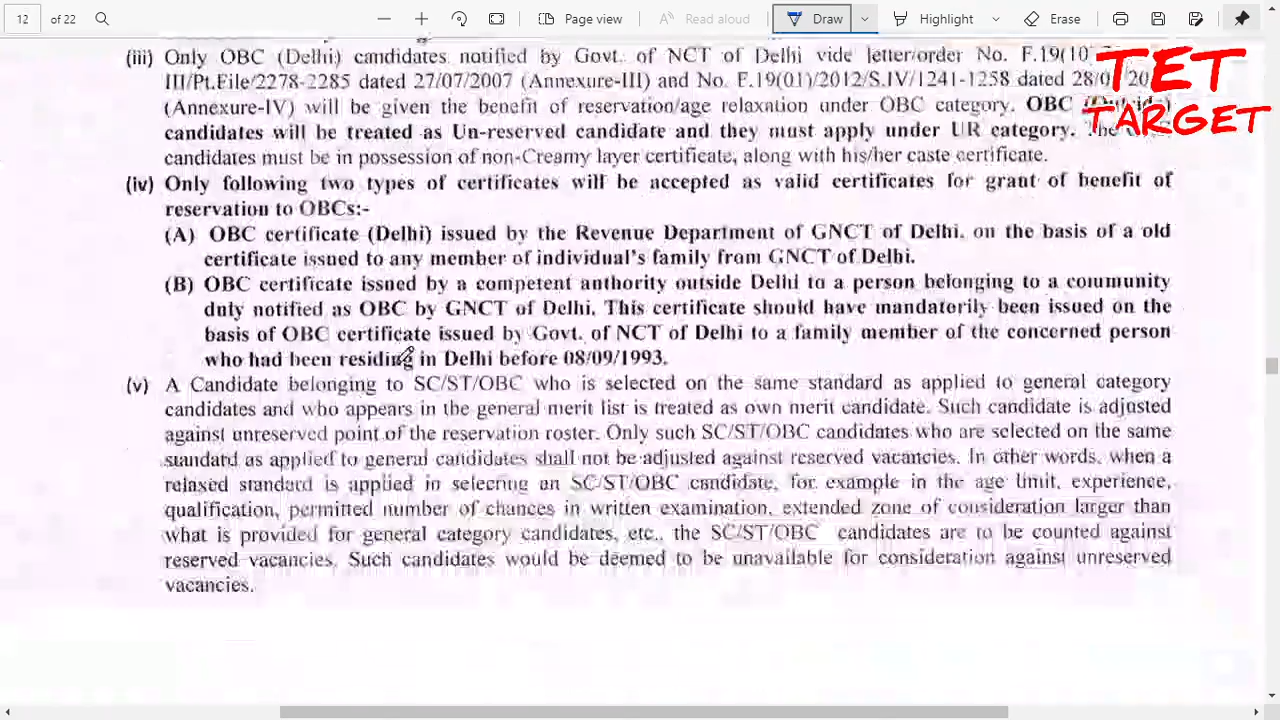 12 of 22 Page view Read aloud Draw Highlight Erase
(iii) Only OBC (Delhi) candidates notified by Govt. of NCT of Delhi vide letter/order No. F.19(10)
III/Pt.File/2278-2285 dated 27/07/2007 (Annexure-III) and No. F.19(01)/2012/S.IV/1241-1258 dated
(Annexure-IV) will be given the benefit of reservation/age relaxation under OBC category. OBC (Outside)
candidates will be treated as Un-reserved candidate and they must apply under UR category. The
candidates must be in possession of non-Creamy layer certificate, along with his/her caste certificate.
(iv) Only following two types of certificates will be accepted as valid certificates for grant of benefit of
reservation to OBCs:-
(A) OBC certificate (Delhi) issued by the Revenue Department of GNCT of Delhi, on the basis of a old
certificate issued to any member of individual's family from GNCT of Delhi.
(B) OBC certificate issued by a competent authority outside Delhi to a person belonging to a community
duly notified as OBC by GNCT of Delhi. This certificate should have mandatorily been issued on the
basis of OBC certificate issued by Govt. of NCT of Delhi to a family member of the concerned person
who had been residing in Delhi before 08/09/1993.
(v) A Candidate belonging to SC/ST/OBC who is selected on the same standard as applied to general category
candidates and who appears in the general merit list is treated as own merit candidate. Such candidate is adjusted
against unreserved point of the reservation roster. Only such SC/ST/OBC candidates who are selected on the same
standard as applied to general candidates shall not be adjusted against reserved vacancies. In other words, when a
relaxed standard is applied in selecting an SC/ST/OBC candidate, for example in the age limit, experience,
qualification, permitted number of chances in written examination, extended zone of consideration larger than
what is provided for general category candidates, etc., the SC/ST/OBC candidates are to be counted against
reserved vacancies. Such candidates would be deemed to be unavailable for consideration against unreserved
vacancies.
TET
TARGET